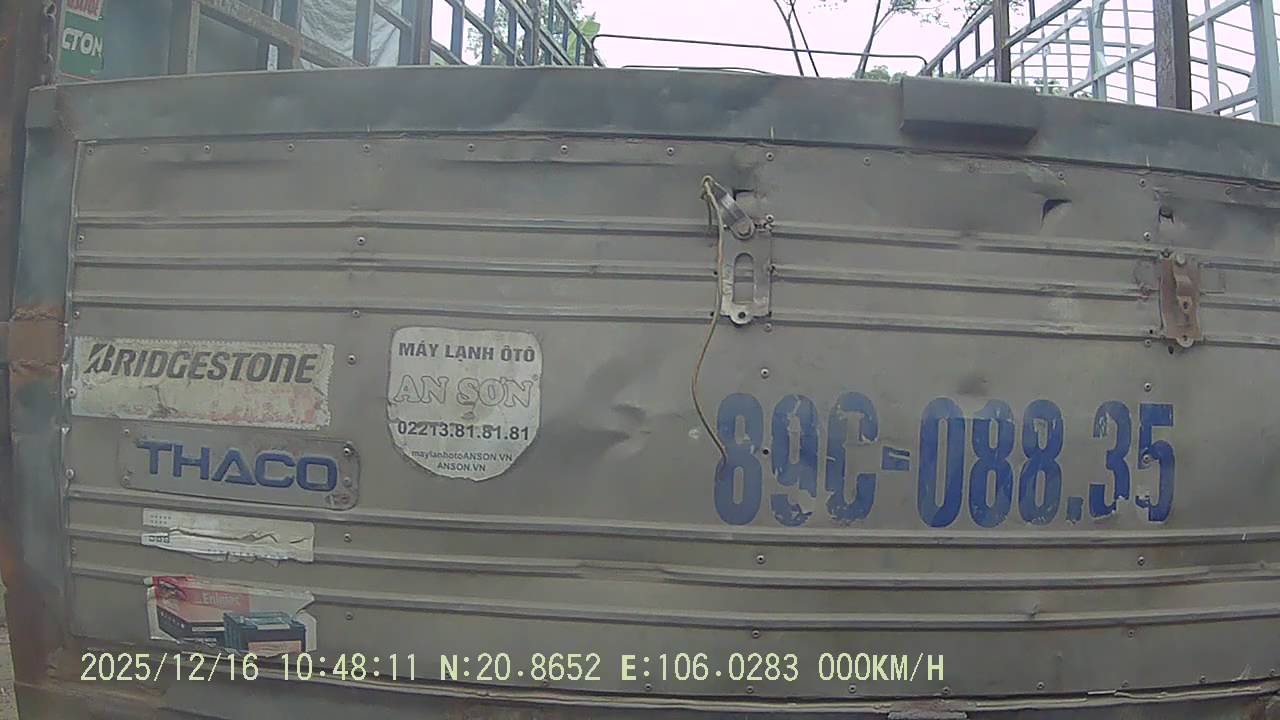 CTON
BRIDGESTONE
THACO
MÁY LẠNH ÔTÔ
AN SƠN
02213.81.81.81
maylanhotoANSON.VN
ANSON.VN
89C-088.35
2025/12/16 10:48:11 N:20.8652 E:106.0283 000KM/H